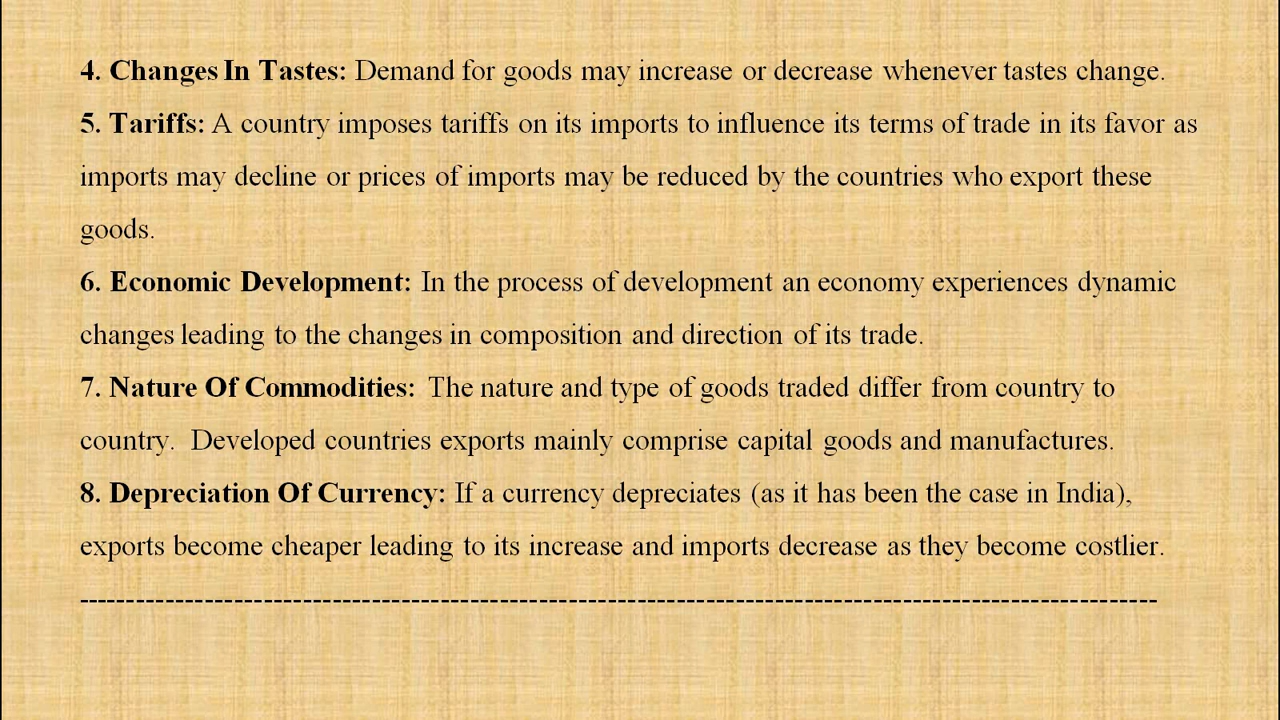 4. Changes In Tastes: Demand for goods may increase or decrease whenever tastes change.
5. Tariffs: A country imposes tariffs on its imports to influence its terms of trade in its favor as
imports may decline or prices of imports may be reduced by the countries who export these
goods.
6. Economic Development: In the process of development an economy experiences dynamic
changes leading to the changes in composition and direction of its trade.
7. Nature Of Commodities: The nature and type of goods traded differ from country to
country. Developed countries exports mainly comprise capital goods and manufactures.
8. Depreciation Of Currency: If a currency depreciates (as it has been the case in India),
exports become cheaper leading to its increase and imports decrease as they become costlier.